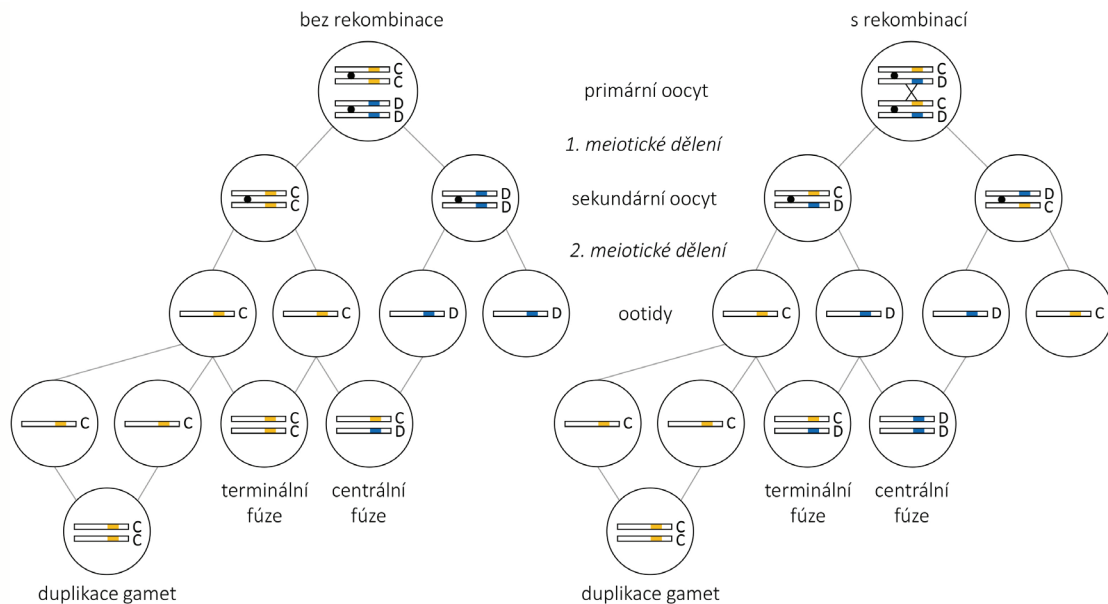 bez rekombinace
s rekombinací
C
C
D
D
primární oocyt
C
D
C
D
1. meiotické dělení
C
C
D
D
sekundární oocyt
C
D
D
C
2. meiotické dělení
C
C
D
D
ootidy
C
D
D
C
C
C
C
C
C
D
C
C
C
D
D
D
terminální
fúze
centrální
fúze
terminální
fúze
centrální
fúze
C
C
C
C
duplikace gamet
duplikace gamet